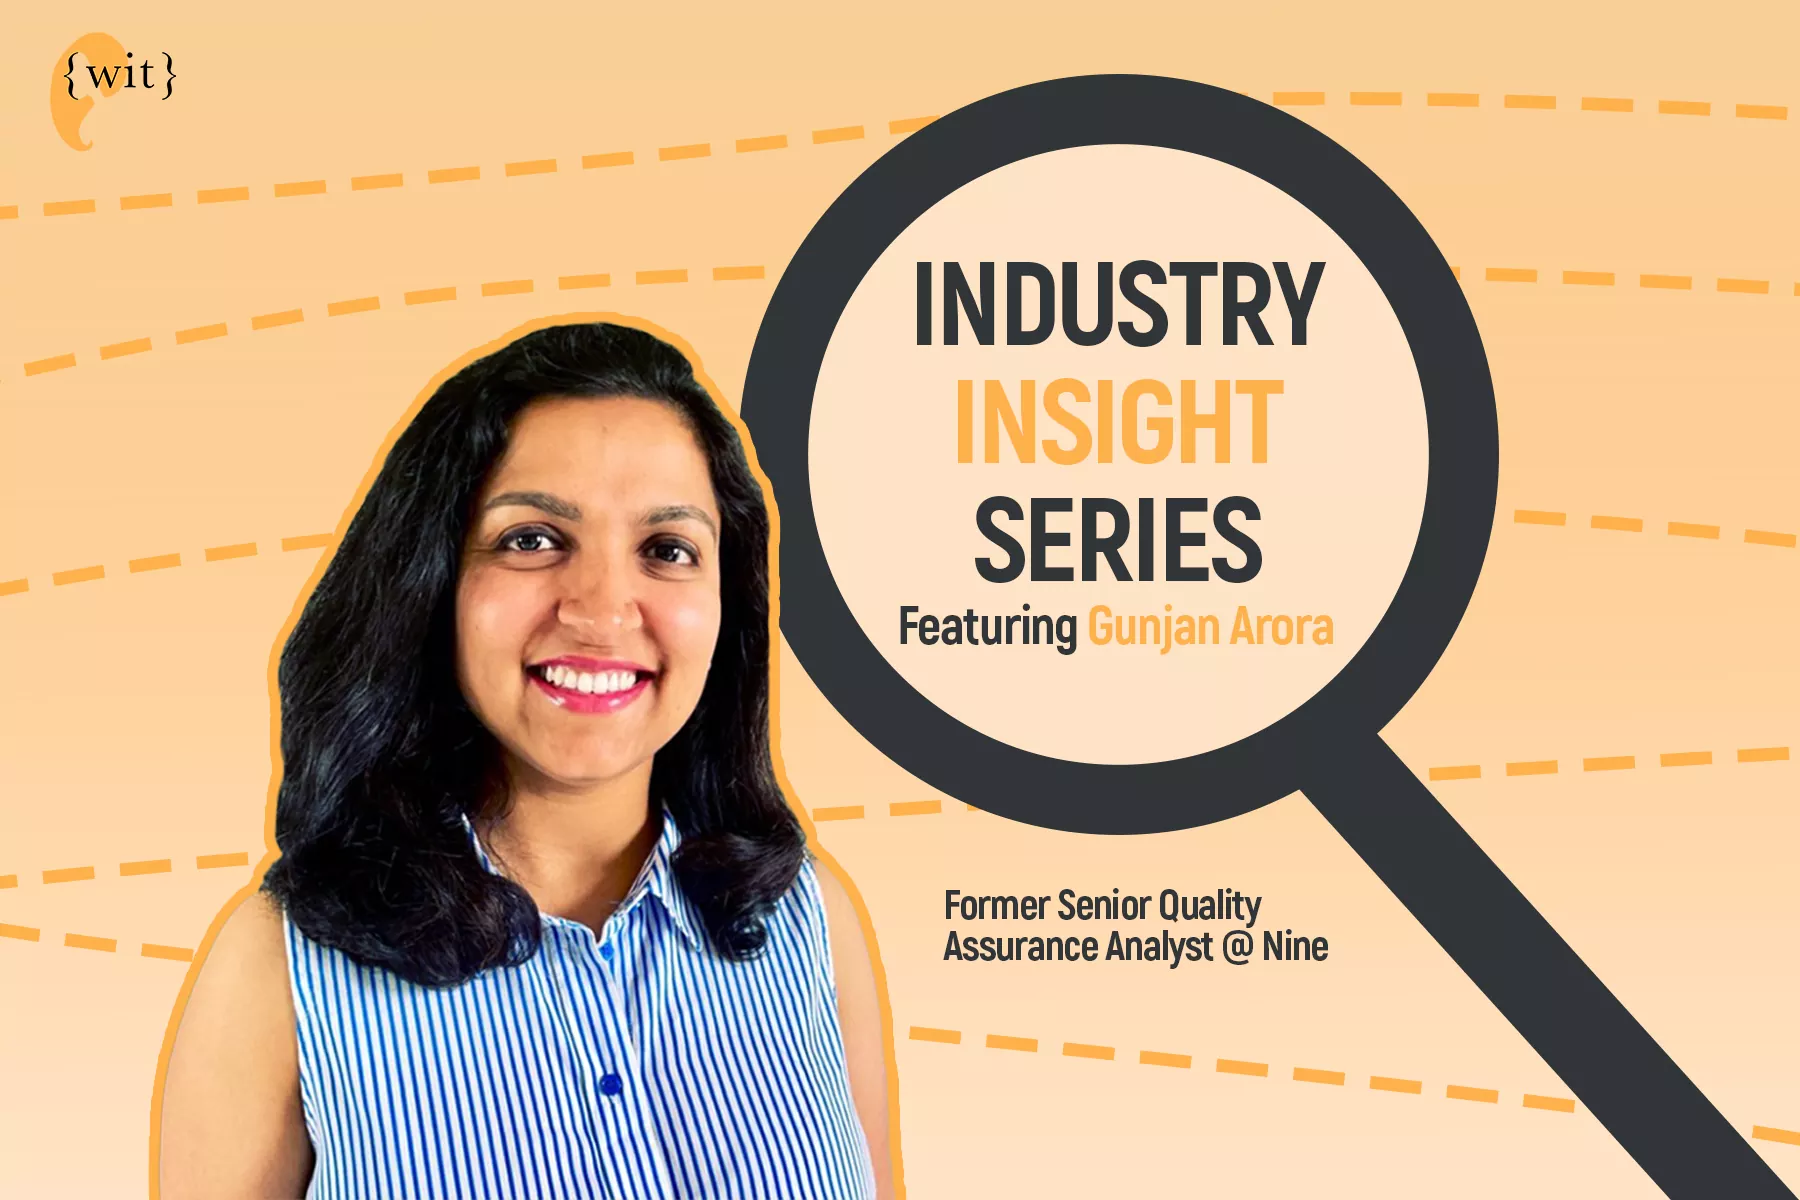 {wit}
INDUSTRY
INSIGHT
SERIES
Featuring Gunjan Arora
Former Senior Quality
Assurance Analyst @ Nine